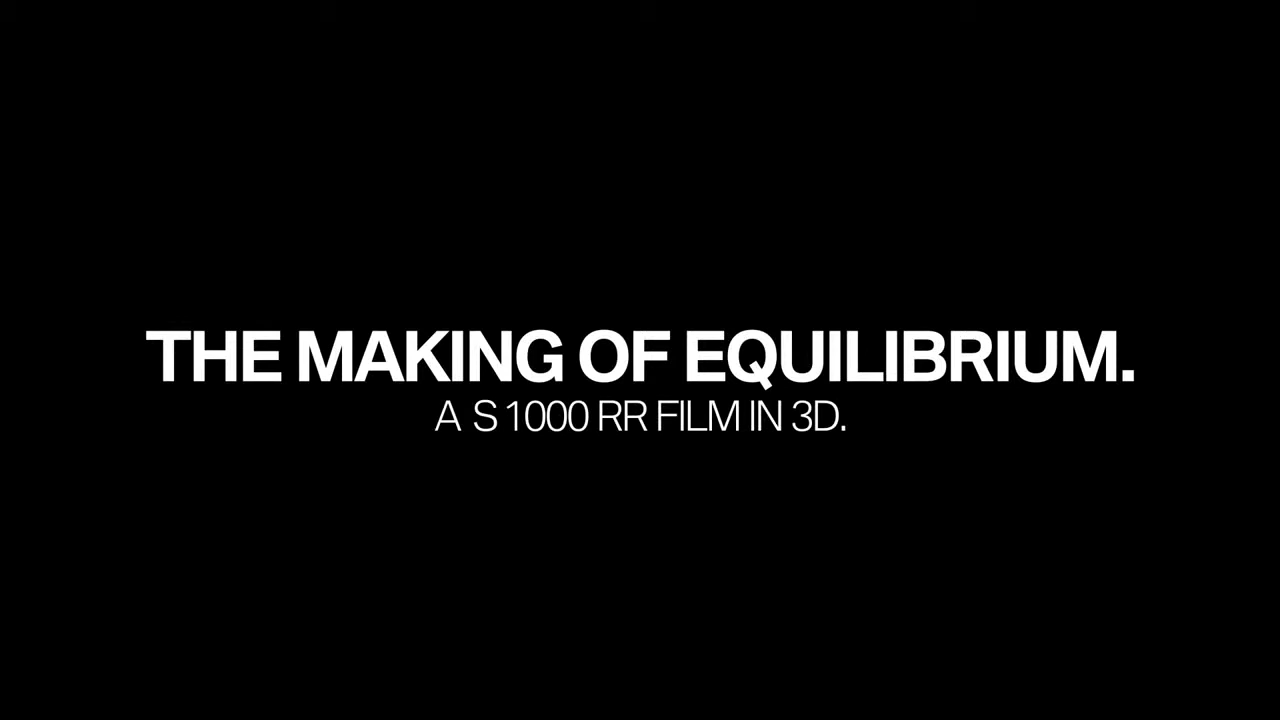 THE MAKING OF EQUILIBRIUM.
A S 1000 RR FILM IN 3D.